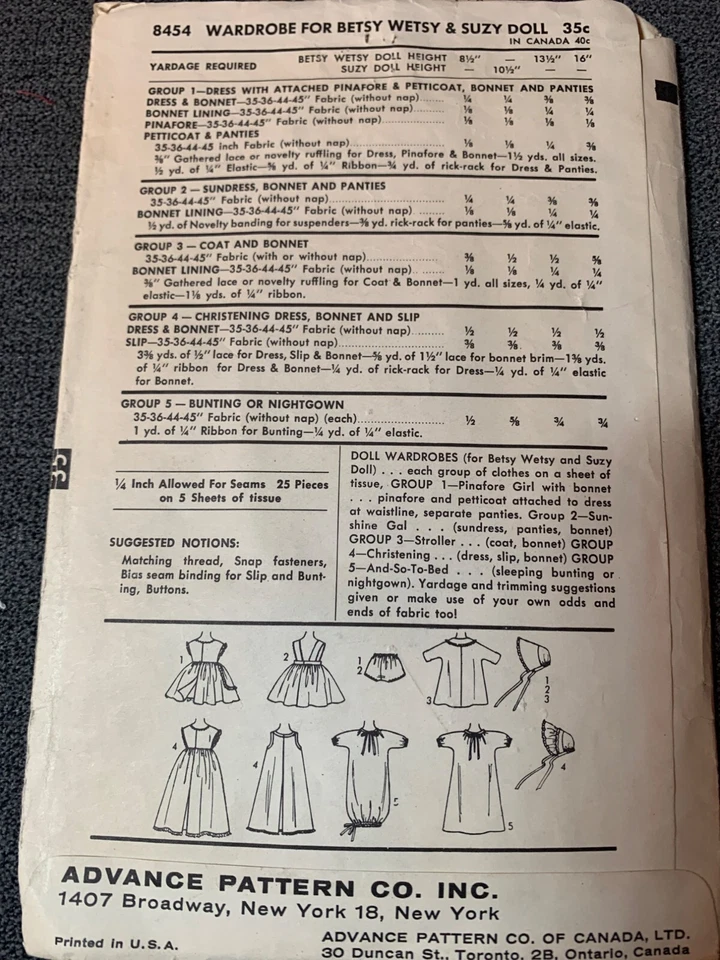 8454 WARDROBE FOR BETSY WETSY & SUZY DOLL 35c
IN CANADA 40c
YARDAGE REQUIRED BETSY WETSY DOLL HEIGHT 8½" — 13½" 16"
SUZY DOLL HEIGHT — 10½" — —
GROUP 1—DRESS WITH ATTACHED PINAFORE & PETTICOAT, BONNET AND PANTIES
DRESS & BONNET—35-36-44-45" Fabric (without nap)........ ¼ ¼ ⅜ ⅜
BONNET LINING—35-36-44-45" Fabric (without nap)........ ⅛ ⅛ ¼ ¼
PINAFORE—35-36-44-45" Fabric (without nap)........ ⅛ ⅛ ⅛ ⅛
PETTICOAT & PANTIES
35-36-44-45 inch Fabric (without nap)........ ⅛ ⅛ ¼ ⅜
⅜" Gathered lace or novelty ruffling for Dress, Pinafore & Bonnet—1½ yds. all sizes.
½ yd. of ¼" Elastic—⅜ yd. of ¼" Ribbon—¾ yd. of rick-rack for Dress & Panties.
GROUP 2 — SUNDRESS, BONNET AND PANTIES
35-36-44-45" Fabric (without nap)........ ¼ ¼ ⅜ ⅜
BONNET LINING—35-36-44-45" Fabric (without nap) ........ ⅛ ⅛ ¼ ¼
½ yd. of Novelty banding for suspenders—⅜ yd. rick-rack for panties—⅝ yd. of ¼" elastic.
GROUP 3 — COAT AND BONNET
35-36-44-45" Fabric (with or without nap)........ ⅜ ½ ½ ⅝
BONNET LINING—35-36-44-45" Fabric (without nap).. ........ ⅛ ⅛ ¼ ¼
⅜" Gathered lace or novelty ruffling for Coat & Bonnet—1 yd. all sizes, ¼ yd. of ¼"
elastic—1⅛ yds. of ¼" ribbon.
GROUP 4 — CHRISTENING DRESS, BONNET AND SLIP
DRESS & BONNET—35-36-44-45" Fabric (without nap)........ ½ ½ ½ ½
SLIP—35-36-44-45" Fabric (without nap)........ ⅜ ⅜ ⅜ ⅜
3⅜ yds. of ½" lace for Dress, Slip & Bonnet—⅝ yd. of 1½" lace for bonnet brim—1⅜ yds.
of ¼" ribbon for Dress & Bonnet—¼ yd. of rick-rack for Dress—¼ yd. of ¼" elastic
for Bonnet.
GROUP 5 — BUNTING OR NIGHTGOWN
35-36-44-45" Fabric (without nap) (each)........ ½ ⅝ ¾ ¾
1 yd. of ¼" Ribbon for Bunting—¼ yd. of ¼" elastic.
¼ Inch Allowed For Seams 25 Pieces
on 5 Sheets of tissue
SUGGESTED NOTIONS:
Matching thread, Snap fasteners,
Bias seam binding for Slip and Bunt-
ing, Buttons.
DOLL WARDROBES (for Betsy Wetsy and Suzy
Doll) . . . each group of clothes on a sheet of
tissue, GROUP 1—Pinafore Girl with bonnet
. . . pinafore and petticoat attached to dress
at waistline, separate panties. Group 2—Sun-
shine Gal . . . (sundress, panties, bonnet)
GROUP 3—Stroller . . . (coat, bonnet) GROUP
4—Christening . . . (dress, slip, bonnet) GROUP
5—And-So-To-Bed . . . (sleeping bunting or
nightgown). Yardage and trimming suggestions
given or make use of your own odds and
ends of fabric too!
1
2
1
2
3
1
2
3
4
4
5
5
4
ADVANCE PATTERN CO. INC.
1407 Broadway, New York 18, New York
Printed in U.S.A.
ADVANCE PATTERN CO. OF CANADA, LTD.
30 Duncan St., Toronto, 2B, Ontario, Canada